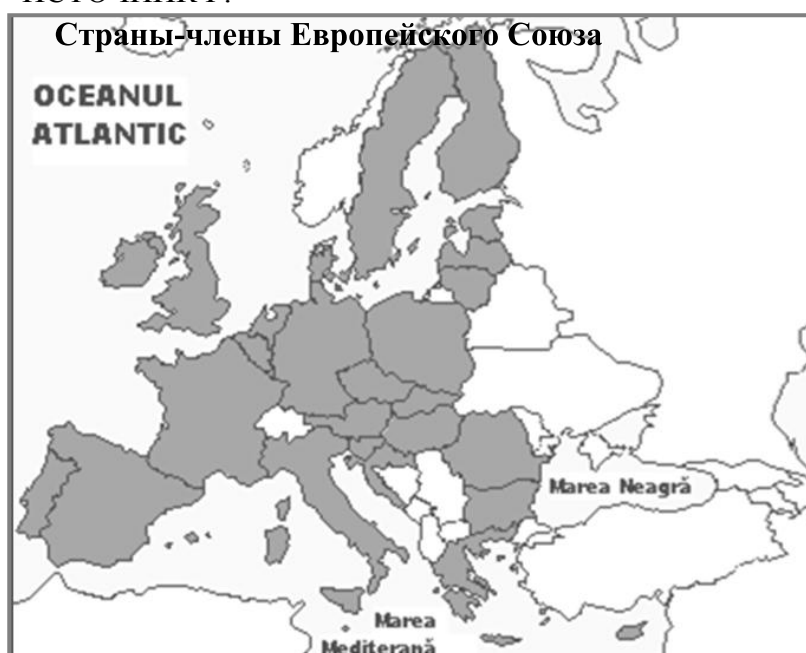 Страны-члены Европейского Союза
OCEANUL
ATLANTIC
Marea Neagră
Marea
Mediterană